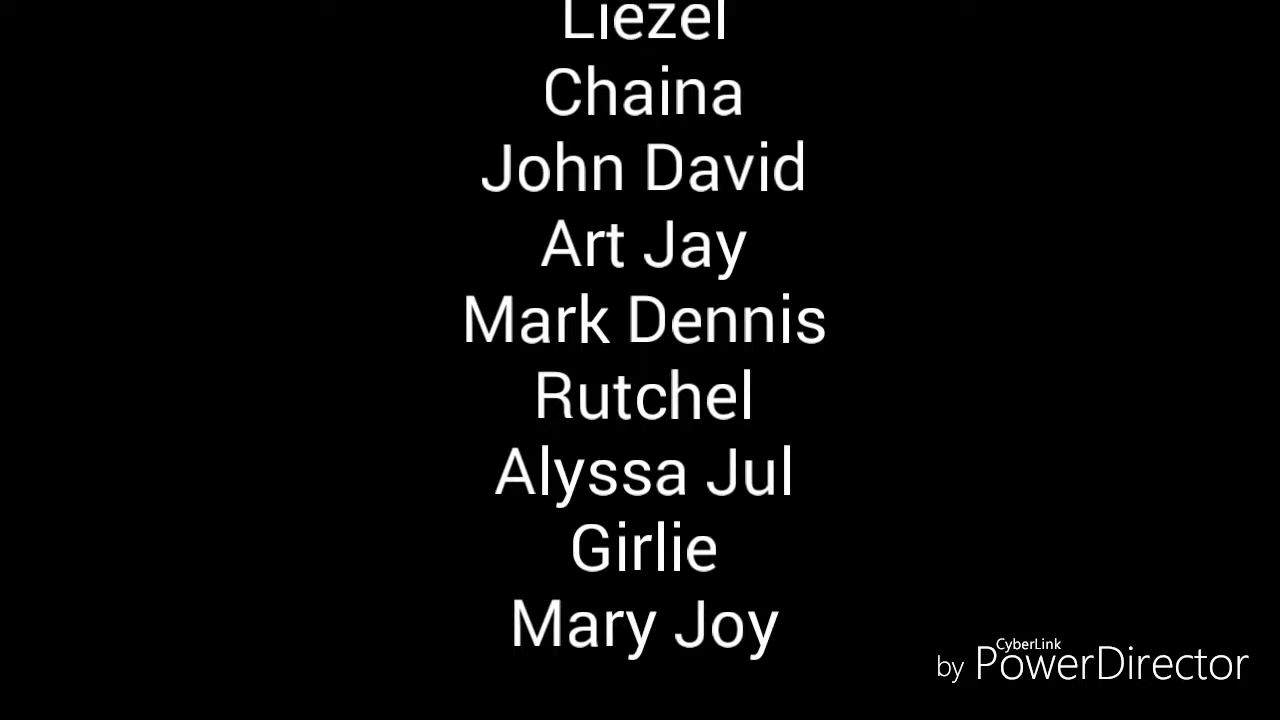 Liezel
Chaina
John David
Art Jay
Mark Dennis
Rutchel
Alyssa Jul
Girlie
Mary Joy
CyberLink
by PowerDirector